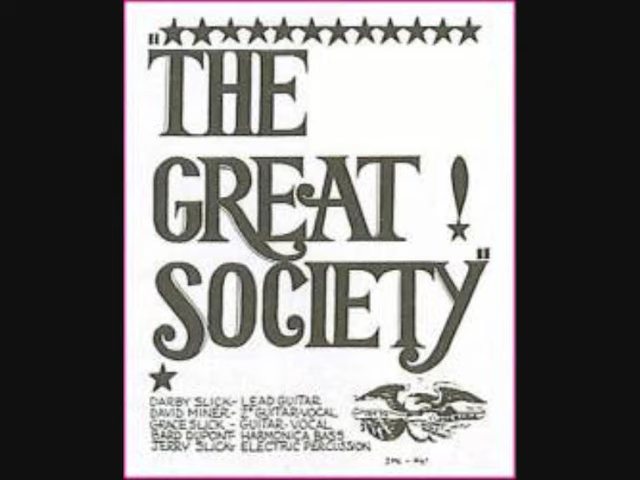 "THE
GREAT !
SOCIETY"
DARBY SLICK - LEAD GUITAR
DAVID MINER - 2ND GUITAR-VOCAL
GRACE SLICK - GUITAR-VOCAL
BARD DUPONT - HARMONICA BASS
JERRY SLICK - ELECTRIC PERCUSSION